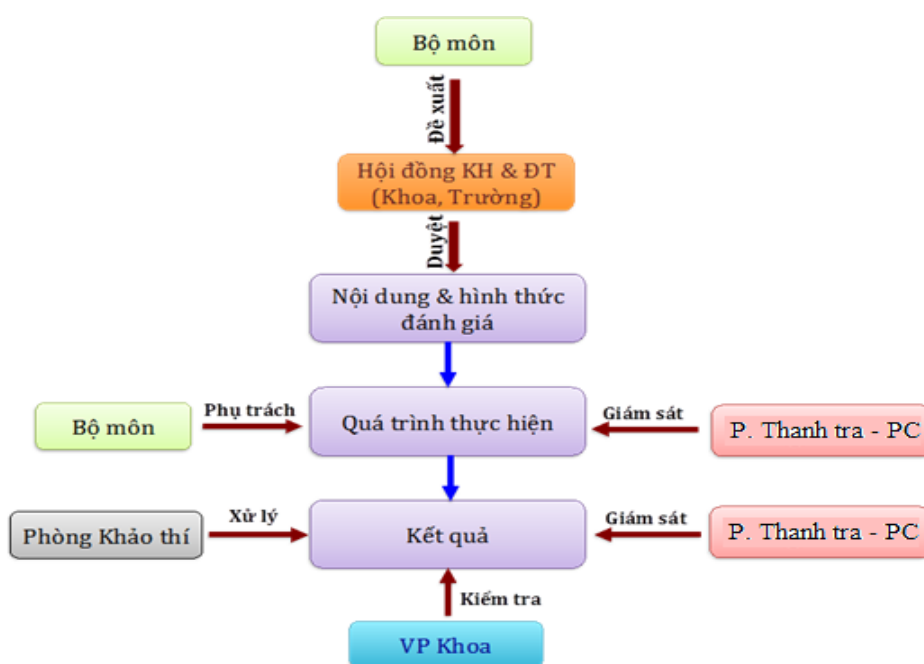 Bộ môn
Đề xuất
Hội đồng KH & ĐT
(Khoa, Trường)
Duyệt
Nội dung & hình thức
đánh giá
Bộ môn
Phụ trách
Quá trình thực hiện
Giám sát
P. Thanh tra - PC
Phòng Khảo thí
Xử lý
Kết quả
Giám sát
P. Thanh tra - PC
Kiểm tra
VP Khoa